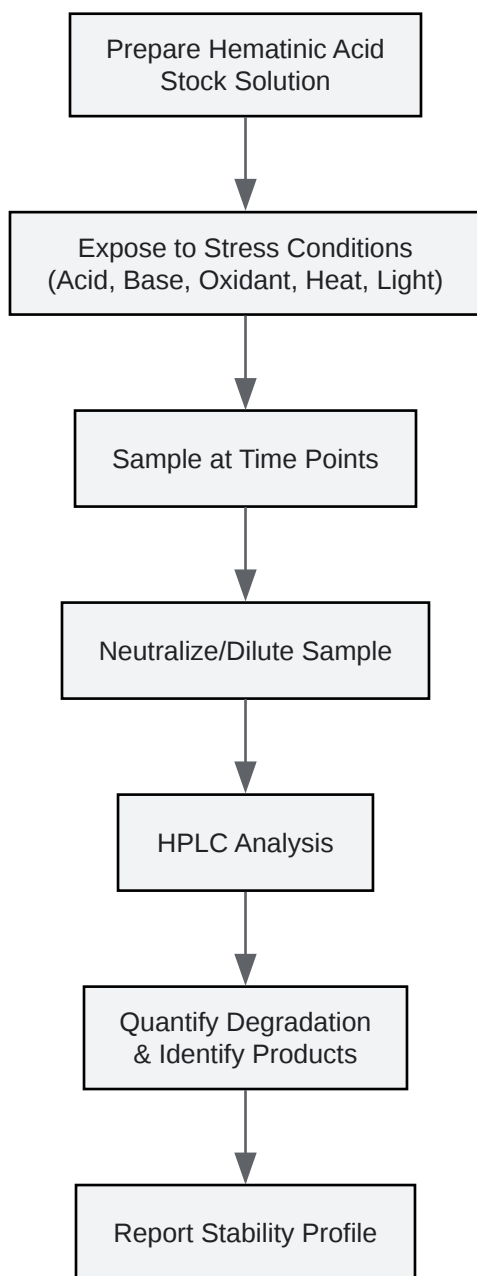 Prepare Hematinic Acid
Stock Solution
Expose to Stress Conditions
(Acid, Base, Oxidant, Heat, Light)
Sample at Time Points
Neutralize/Dilute Sample
HPLC Analysis
Quantify Degradation
& Identify Products
Report Stability Profile